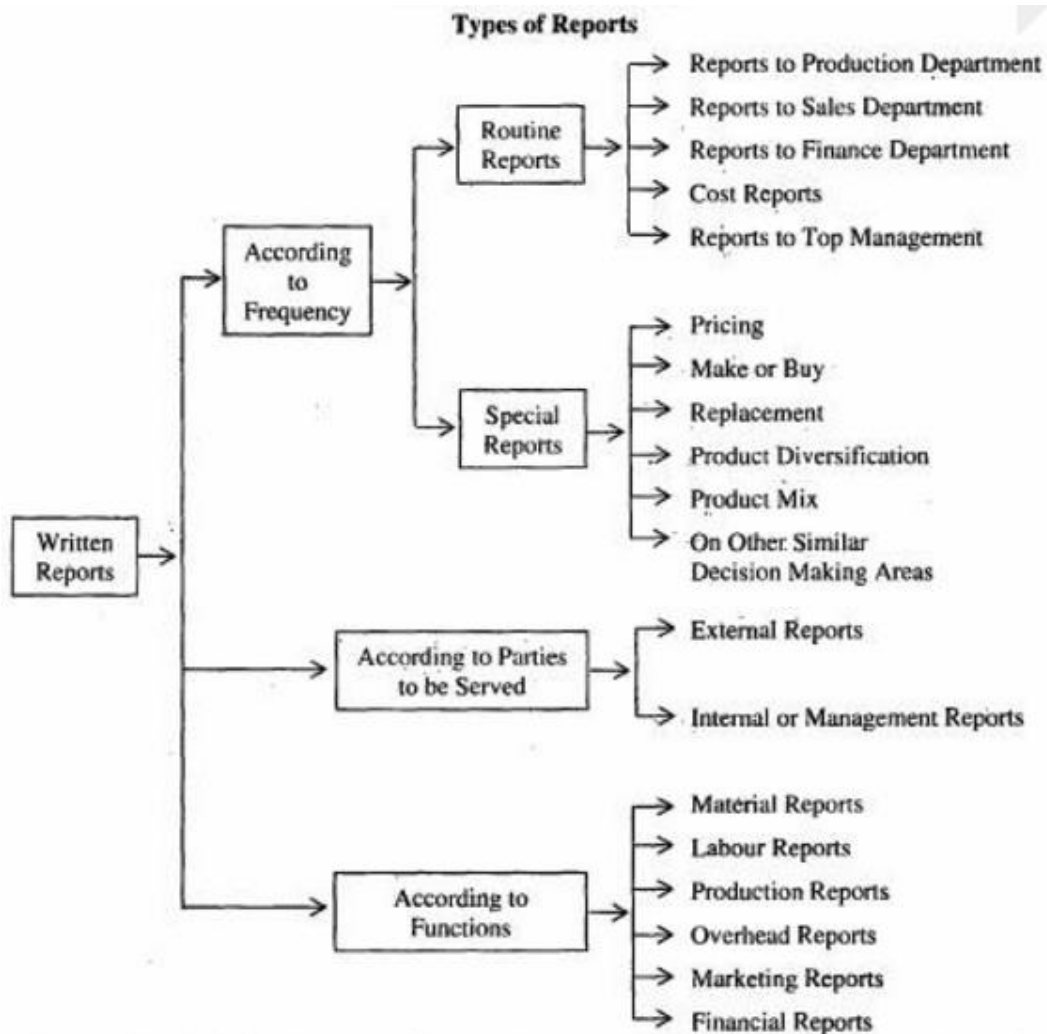 Types of Reports
Reports to Production Department
Reports to Sales Department
Routine
Reports
Reports to Finance Department
Cost Reports
Reports to Top Management
According
to
Frequency
Pricing
Make or Buy
Replacement
Special
Reports
Product Diversification
Product Mix
On Other Similar
Decision Making Areas
Written
Reports
External Reports
According to Parties
to be Served
Internal or Management Reports
Material Reports
Labour Reports
Production Reports
According to
Functions
Overhead Reports
Marketing Reports
Financial Reports